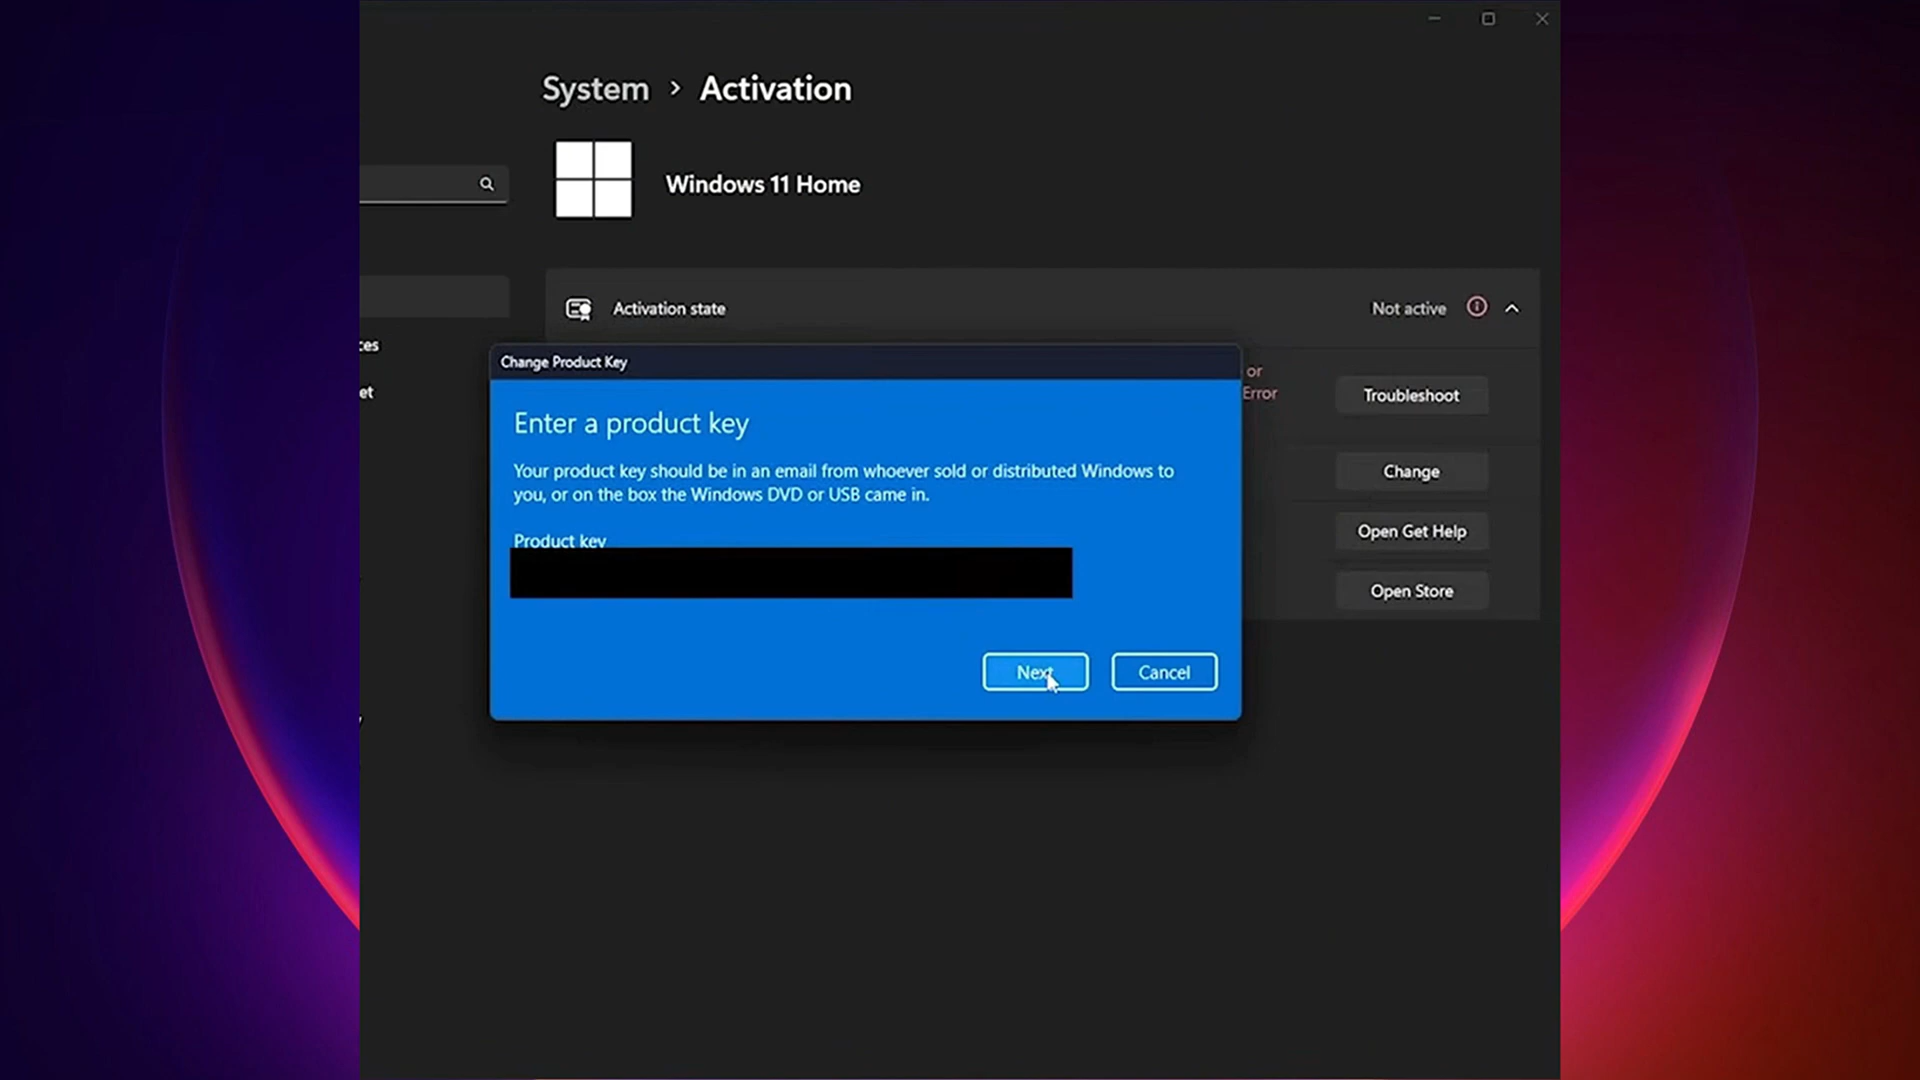 System > Activation
Windows 11 Home
Activation state
Not active
ces
et
or
Error
Troubleshoot
Change
Open Get Help
Open Store
Change Product Key
Enter a product key
Your product key should be in an email from whoever sold or distributed Windows to
you, or on the box the Windows DVD or USB came in.
Product key
Next
Cancel